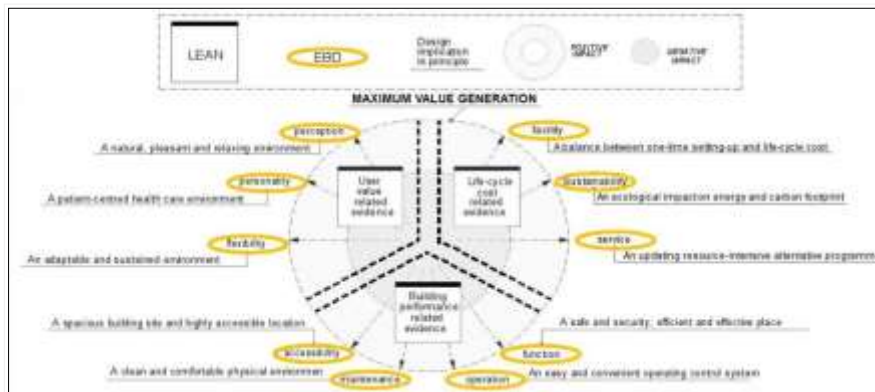 LEAN
EBD
Design
implication
in principle
POSITIVE
IMPACT
NEGATIVE
IMPACT
MAXIMUM VALUE GENERATION
perception
facility
A natural, pleasant and relaxing environment
A balance between one-time setting-up and life-cycle cost
personality
User
value
related
evidence
Life-cycle
cost
related
evidence
sustainability
A patient-centred health care environment
An ecological impact on energy and carbon footprint
flexibility
service
An adaptable and sustained environment
An updating resource-intensive alternative programm
Building
performance
related
evidence
A spacious building site and highly accessible location
A safe and security, efficient and effective place
accessibility
function
A clean and comfortable physical environmen
maintenance
operation
An easy and convenient operating control system